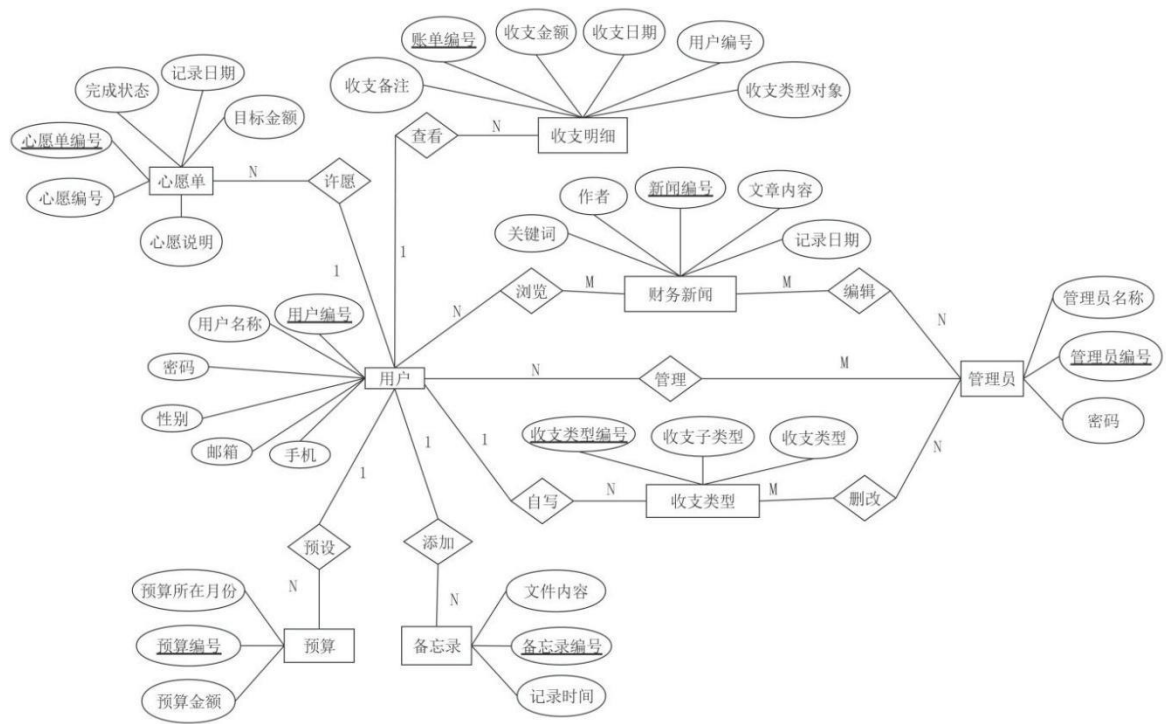 账单编号
收支金额
收支日期
用户编号
收支备注
收支类型对象
查看
N
收支明细
1
记录日期
完成状态
目标金额
心愿单编号
心愿单
N
许愿
心愿编号
心愿说明
1
作者
新闻编号
文章内容
关键词
记录日期
浏览
M
财务新闻
M
编辑
N
N
管理员名称
管理员编号
管理员
密码
用户编号
用户名称
密码
用户
N
管理
M
性别
邮箱
手机
1
1
1
收支类型编号
收支子类型
收支类型
自写
N
收支类型
M
删改
N
预设
N
添加
N
预算所在月份
预算编号
预算
预算金额
文件内容
备忘录
备忘录编号
记录时间